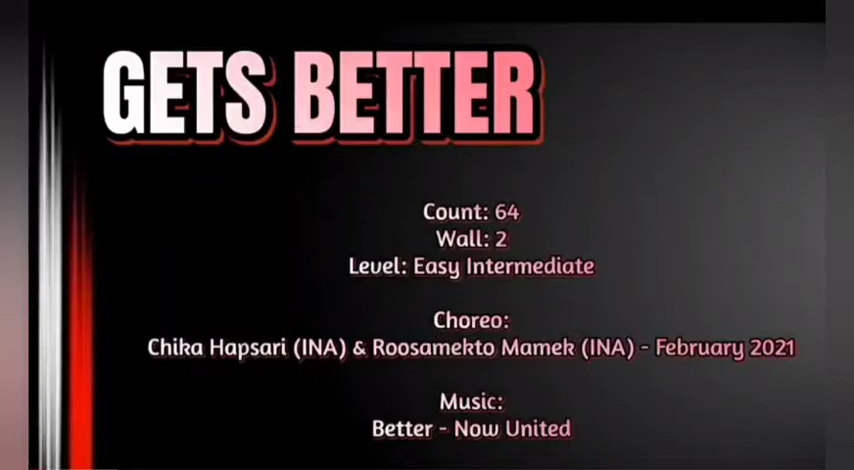 GETS BETTER
Count: 64
Wall: 2
Level: Easy Intermediate
Choreo:
Chika Hapsari (INA) & Roosamekto Mamek (INA) - February 2021
Music:
Better - Now United